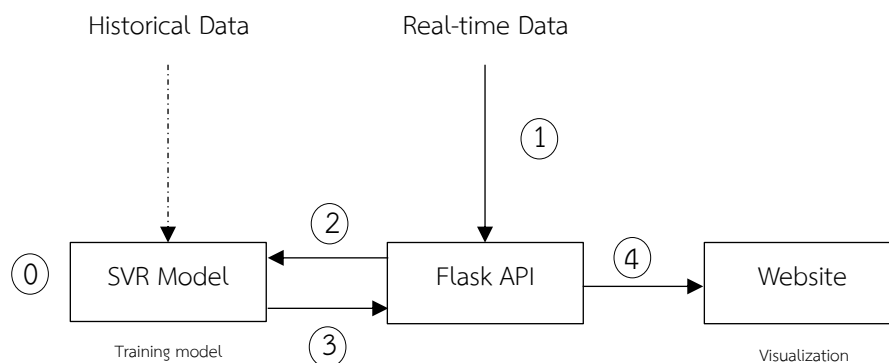 Historical Data
Real-time Data
1
2
0
SVR Model
Flask API
4
Website
3
Training model
Visualization